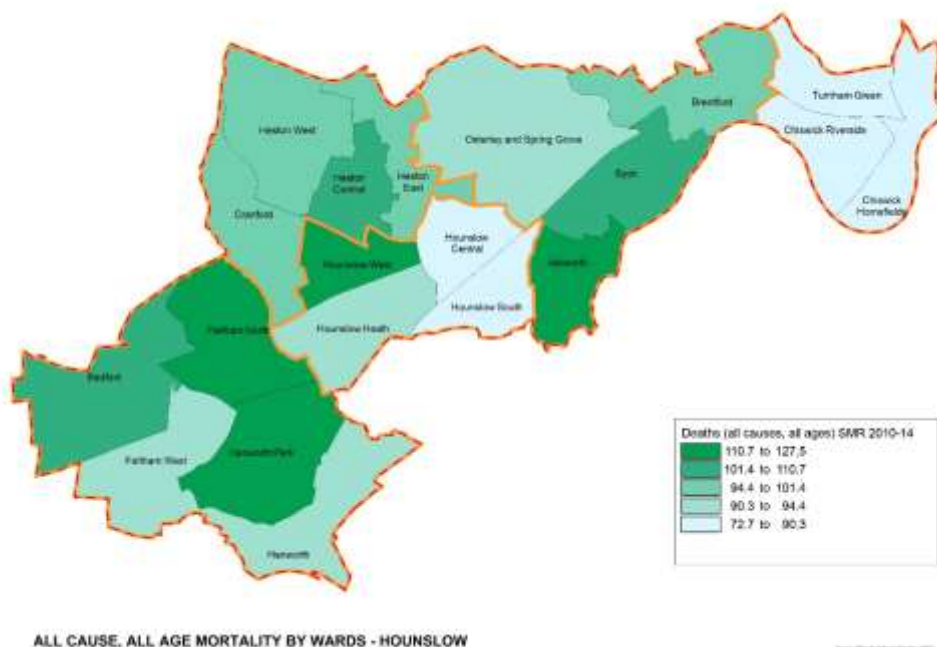 Brentford
Turnham Green
Chiswick Riverside
Heston West
Osterley and Spring Grove
Heston
Central
Heston
East
Syon
Chiswick
Homefields
Cranford
Hounslow
Central
Hounslow West
Isleworth
Hounslow South
Hounslow Heath
Feltham North
Bedfont
Feltham West
Hanworth Park
Hanworth
Deaths (all causes, all ages) SMR 2010-14
110.7 to 127.5
101.4 to 110.7
94.4 to 101.4
90.3 to 94.4
72.7 to 90.3
ALL CAUSE, ALL AGE MORTALITY BY WARDS - HOUNSLOW